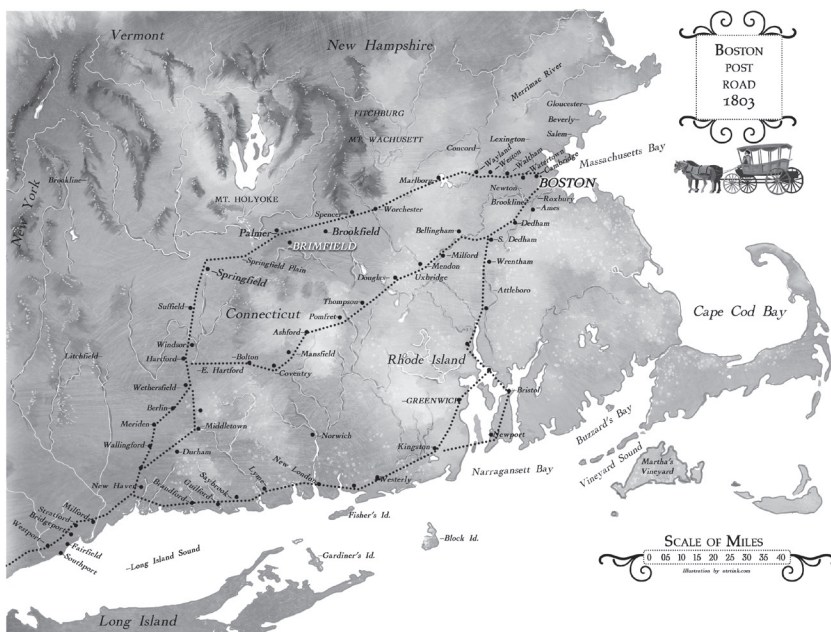 Vermont
New Hampshire
BOSTON
POST
ROAD
1803
Merrimac River
Gloucester
Beverly
Salem
FITCHBURG
MT. WACHUSETT
Lexington
Concord
Wayland
Weston
Waltham
Watertown
Cambridge
Massachusetts Bay
Brookline
New York
Marlboro
Newton
BOSTON
MT. HOLYOKE
Brookline
Roxbury
Ames
Spencer
Worchester
Dedham
Palmer
Brookfield
Bellingham
S. Dedham
BRIMFIELD
Milford
Wrentham
Springfield Plain
Mendon
Springfield
Douglas
Uxbridge
Attleboro
Thompson
Suffield
Connecticut
Pomfret
Cape Cod Bay
Ashford
Windsor
Mansfield
Litchfield
Hartford
Bolton
Rhode Island
E. Hartford
Coventry
Wethersfield
Bristol
GREENWICH
Berlin
Buzzard's Bay
Meriden
Middletown
Norwich
Newport
Wallingford
Kingston
Durham
Vineyard Sound
Martha's
Vineyard
Narragansett Bay
New Haven
Saybrook
Lyme
New London
Westerly
Brandford
Guilford
Milford
Stratford
Bridgeport
Fisher's Id.
Westport
Fairfield
Block Id.
Southport
Long Island Sound
Gardiner's Id.
SCALE OF MILES
0 05 10 15 20 25 30 35 40
Illustration by
Long Island